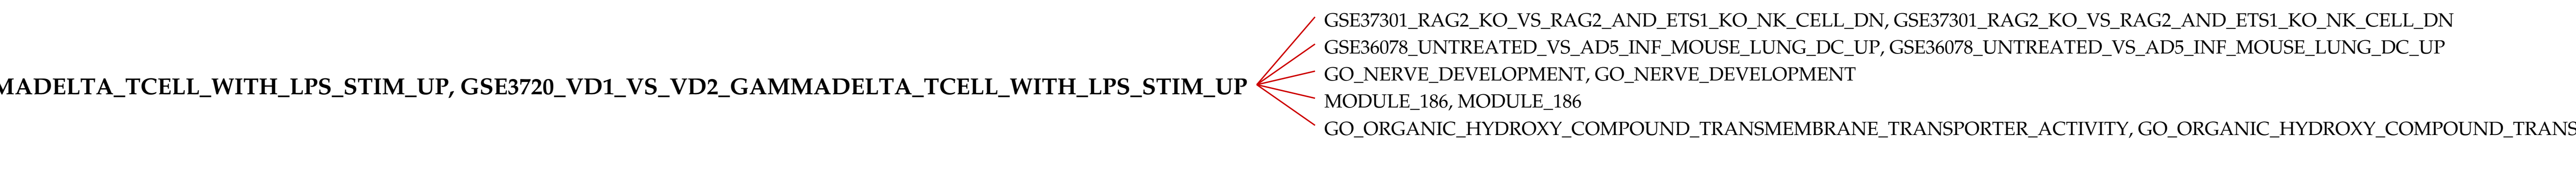 GSE37301_RAG2_KO_VS_RAG2_AND_ETS1_KO_NK_CELL_DN, GSE37301_RAG2_KO_VS_RAG2_AND_ETS1_KO_NK_CELL_DN
GSE36078_UNTREATED_VS_AD5_INF_MOUSE_LUNG_DC_UP, GSE36078_UNTREATED_VS_AD5_INF_MOUSE_LUNG_DC_UP
GO_NERVE_DEVELOPMENT, GO_NERVE_DEVELOPMENT
MADELTA_TCELL_WITH_LPS_STIM_UP, GSE3720_VD1_VS_VD2_GAMMADELTA_TCELL_WITH_LPS_STIM_UP
MODULE_186, MODULE_186
GO_ORGANIC_HYDROXY_COMPOUND_TRANSMEMBRANE_TRANSPORTER_ACTIVITY, GO_ORGANIC_HYDROXY_COMPOUND_TRANS